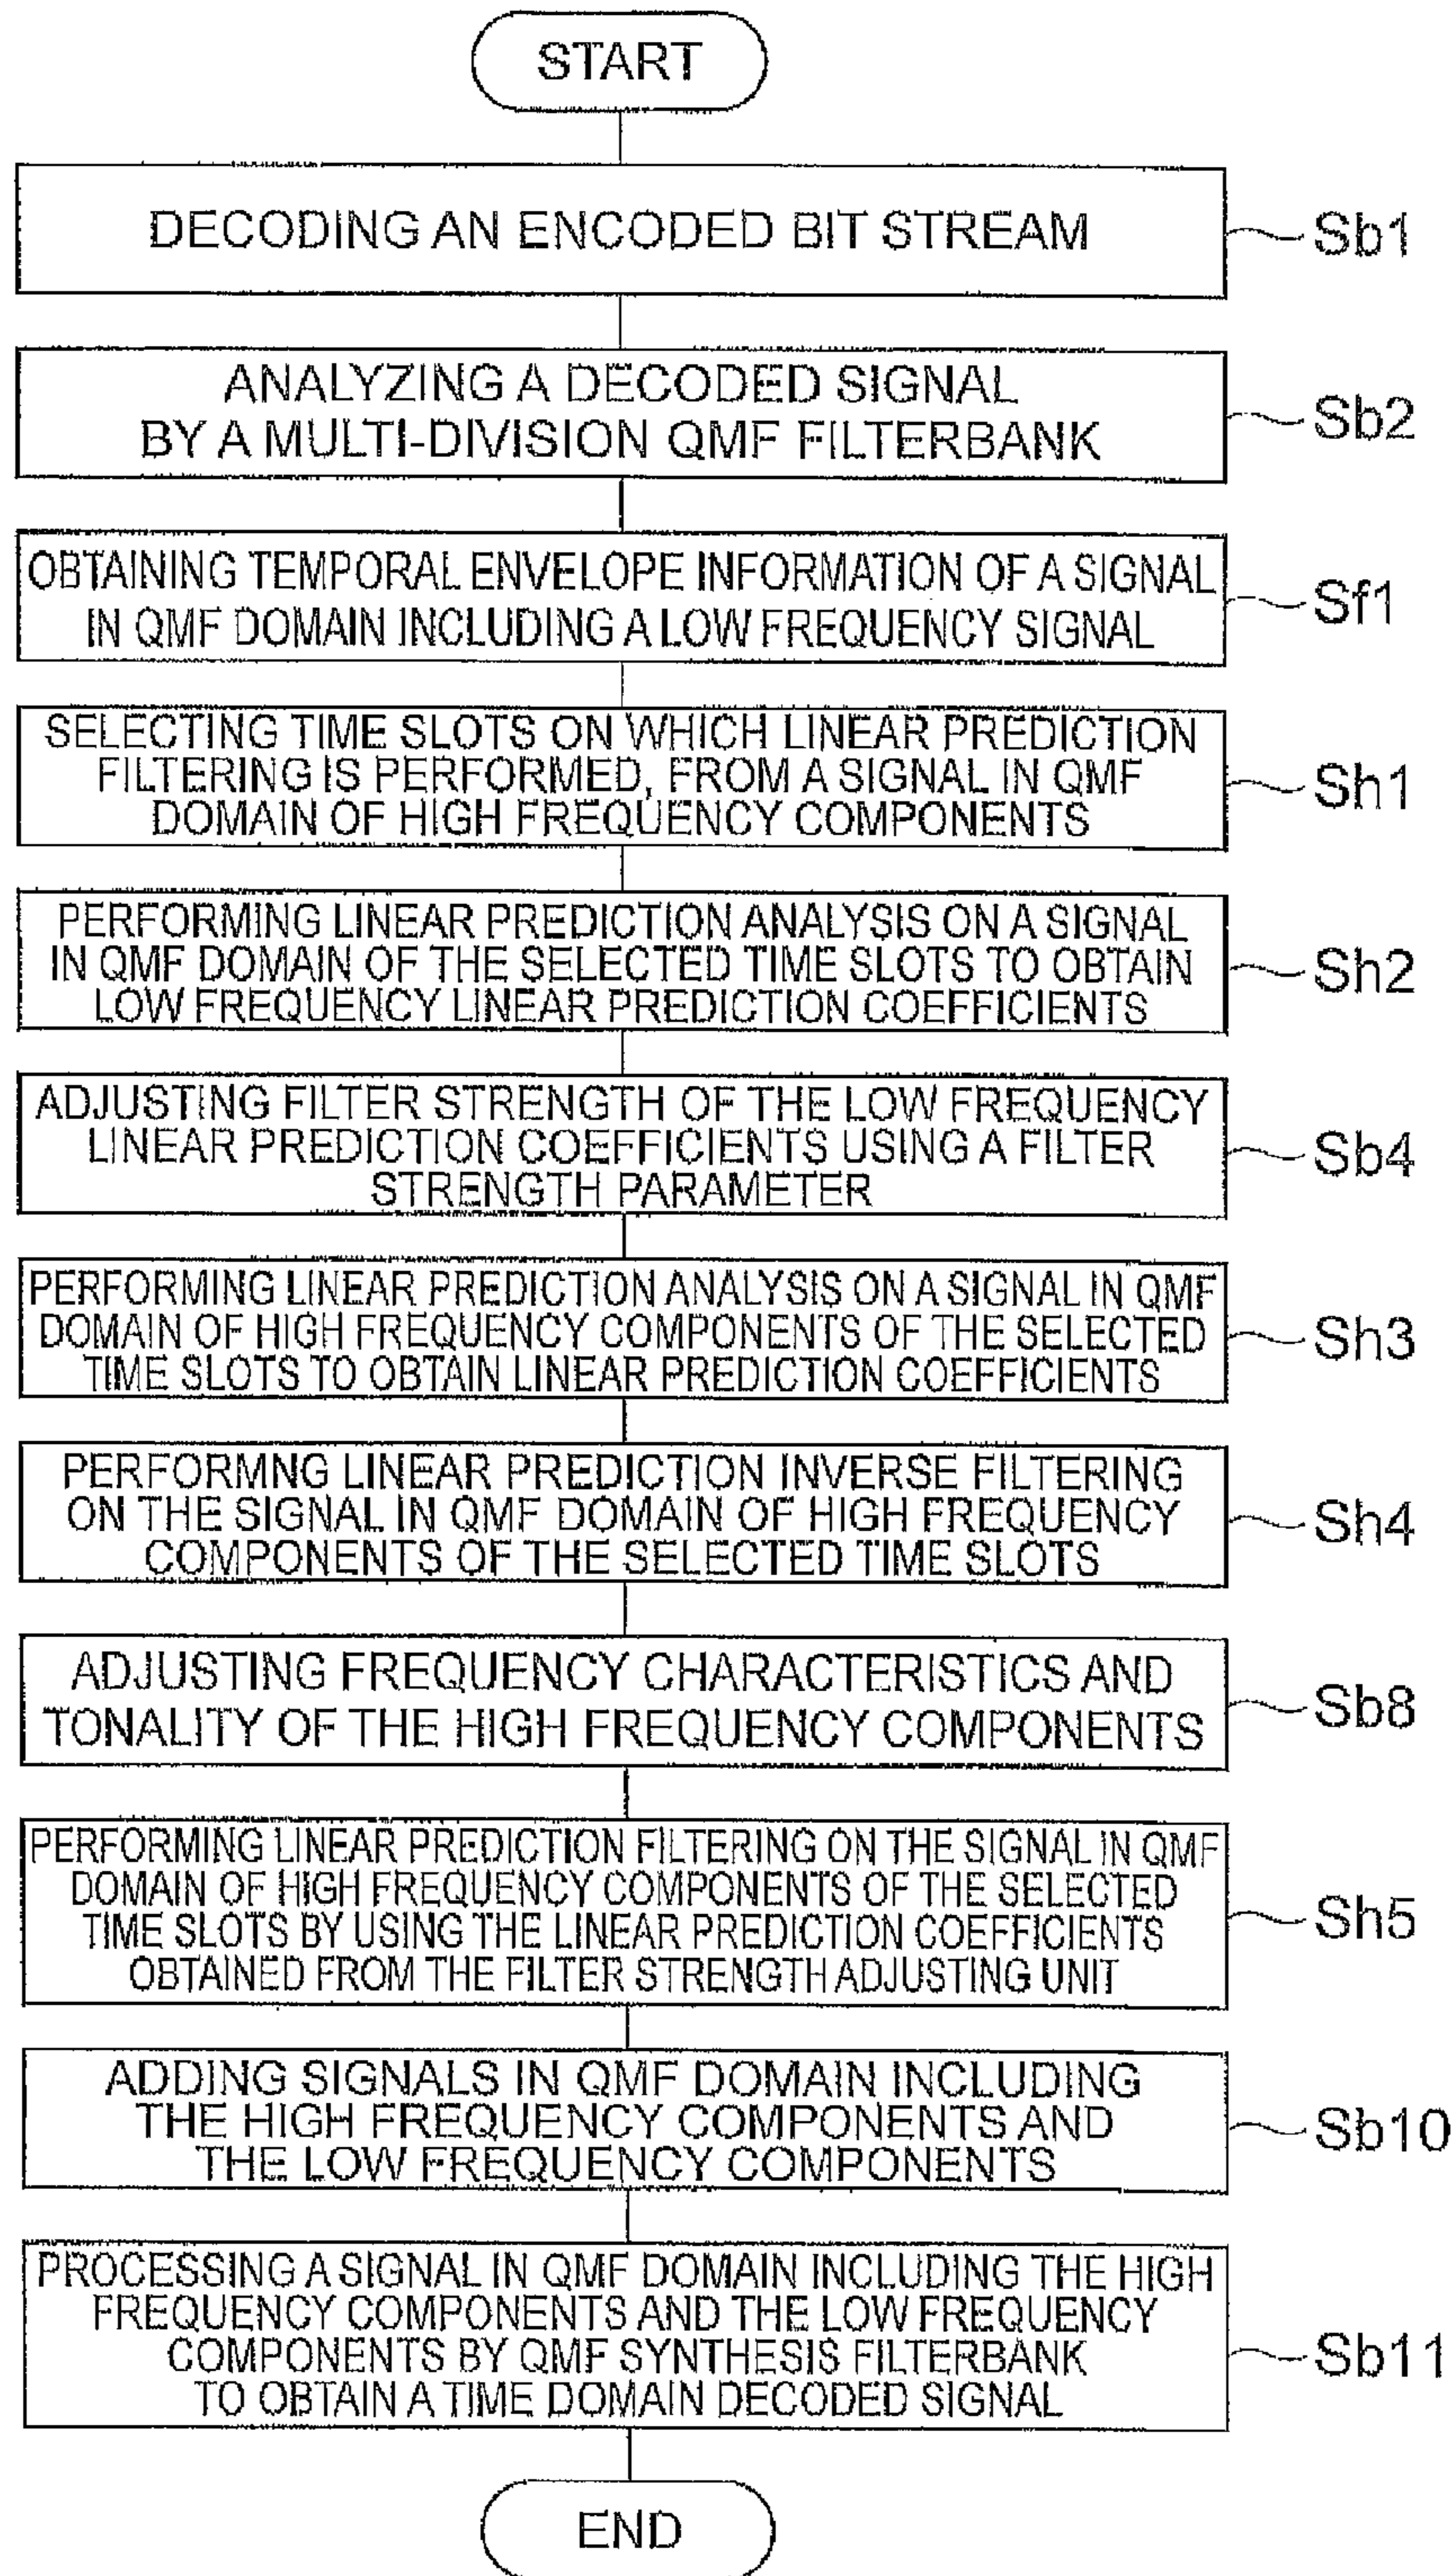 START
DECODING AN ENCODED BIT STREAM
Sb1
ANALYZING A DECODED SIGNAL
BY A MULTI-DIVISION QMF FILTERBANK
Sb2
OBTAINING TEMPORAL ENVELOPE INFORMATION OF A SIGNAL
IN QMF DOMAIN INCLUDING A LOW FREQUENCY SIGNAL
Sf1
SELECTING TIME SLOTS ON WHICH LINEAR PREDICTION
FILTERING IS PERFORMED, FROM A SIGNAL IN QMF
DOMAIN OF HIGH FREQUENCY COMPONENTS
Sh1
PERFORMING LINEAR PREDICTION ANALYSIS ON A SIGNAL
IN QMF DOMAIN OF THE SELECTED TIME SLOTS TO OBTAIN
LOW FREQUENCY LINEAR PREDICTION COEFFICIENTS
Sh2
ADJUSTING FILTER STRENGTH OF THE LOW FREQUENCY
LINEAR PREDICTION COEFFICIENTS USING A FILTER
STRENGTH PARAMETER
Sb4
PERFORMING LINEAR PREDICTION ANALYSIS ON A SIGNAL IN QMF
DOMAIN OF HIGH FREQUENCY COMPONENTS OF THE SELECTED
TIME SLOTS TO OBTAIN LINEAR PREDICTION COEFFICIENTS
Sh3
PERFORMNG LINEAR PREDICTION INVERSE FILTERING
ON THE SIGNAL IN QMF DOMAIN OF HIGH FREQUENCY
COMPONENTS OF THE SELECTED TIME SLOTS
Sh4
ADJUSTING FREQUENCY CHARACTERISTICS AND
TONALITY OF THE HIGH FREQUENCY COMPONENTS
Sb8
PERFORMING LINEAR PREDICTION FILTERING ON THE SIGNAL IN QMF
DOMAIN OF HIGH FREQUENCY COMPONENTS OF THE SELECTED
TIME SLOTS BY USING THE LINEAR PREDICTION COEFFICIENTS
OBTAINED FROM THE FILTER STRENGTH ADJUSTING UNIT
Sh5
ADDING SIGNALS IN QMF DOMAIN INCLUDING
THE HIGH FREQUENCY COMPONENTS AND
THE LOW FREQUENCY COMPONENTS
Sb10
PROCESSING A SIGNAL IN QMF DOMAIN INCLUDING THE HIGH
FREQUENCY COMPONENTS AND THE LOW FREQUENCY
COMPONENTS BY QMF SYNTHESIS FILTERBANK
TO OBTAIN A TIME DOMAIN DECODED SIGNAL
Sb11
END